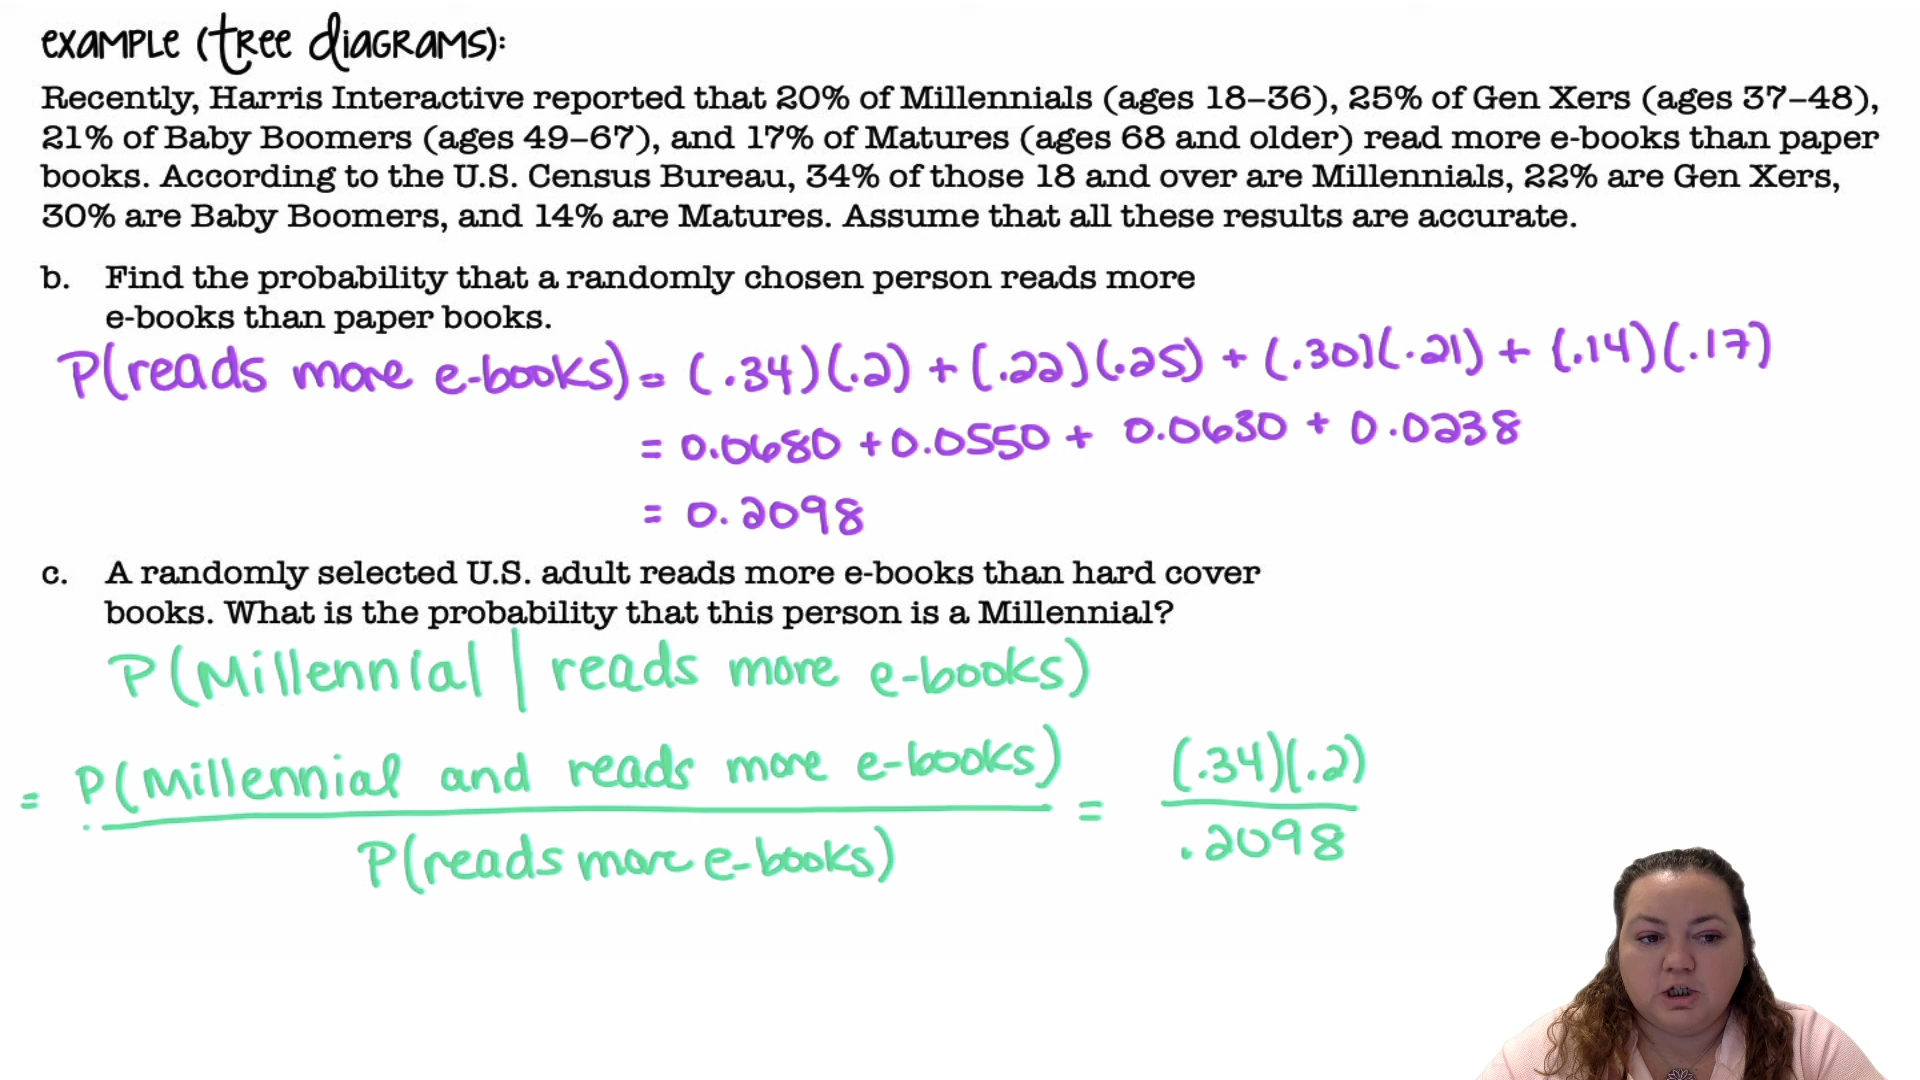 EXAMPLE (TREE DIAGRAMS):
Recently, Harris Interactive reported that 20% of Millennials (ages 18–36), 25% of Gen Xers (ages 37–48),
21% of Baby Boomers (ages 49–67), and 17% of Matures (ages 68 and older) read more e-books than paper
books. According to the U.S. Census Bureau, 34% of those 18 and over are Millennials, 22% are Gen Xers,
30% are Baby Boomers, and 14% are Matures. Assume that all these results are accurate.
b. Find the probability that a randomly chosen person reads more
e-books than paper books.
P(reads more e-books) = (.34)(.2) + (.22)(.25) + (.30)(.21) + (.14)(.17)
= 0.0680 + 0.0550 + 0.0630 + 0.0238
= 0.2098
c. A randomly selected U.S. adult reads more e-books than hard cover
books. What is the probability that this person is a Millennial?
P(Millennial | reads more e-books)
= P(Millennial and reads more e-books) = (.34)(.2)
P(reads more e-books) .2098